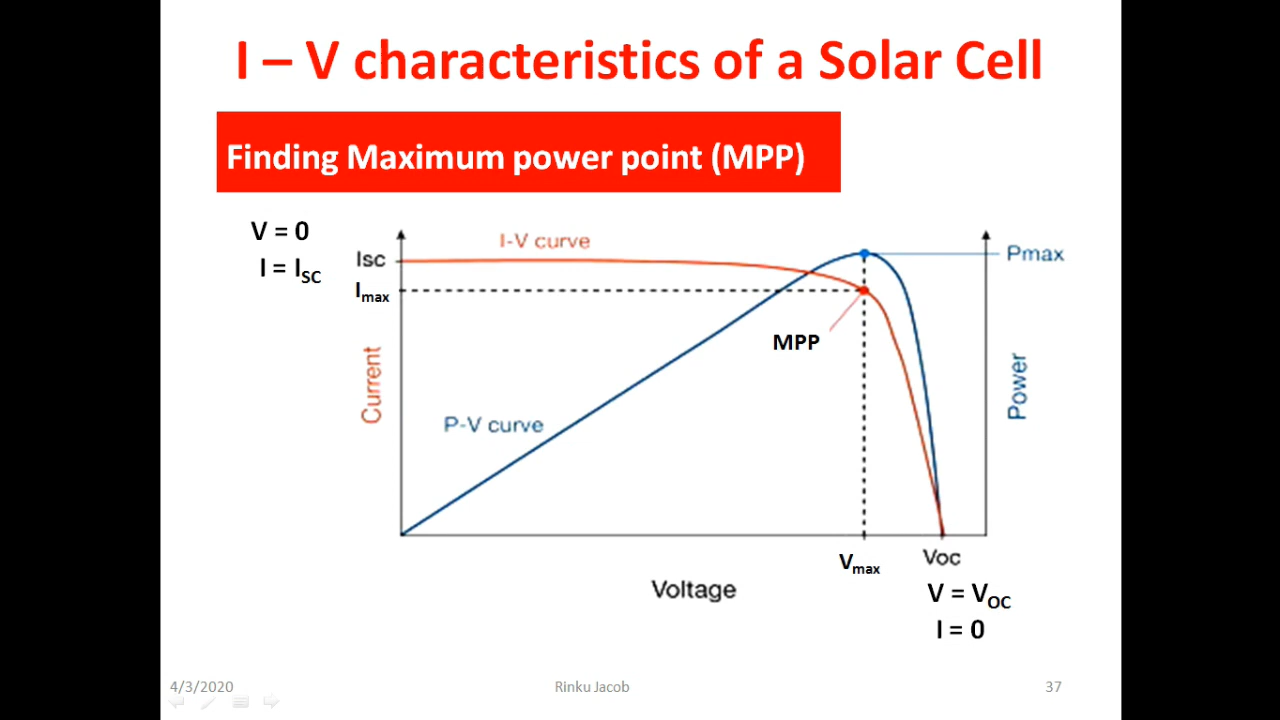 I – V characteristics of a Solar Cell
Finding Maximum power point (MPP)
V = 0
I = ISC
I-V curve
Isc
Imax
Pmax
MPP
Current
Power
P-V curve
Vmax
Voc
Voltage
V = VOC
I = 0
4/3/2020
Rinku Jacob
37